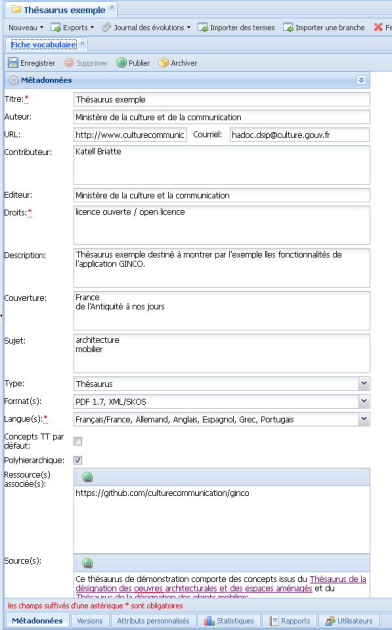 Thésaurus exemple
Nouveau Exports Journal des évolutions Importer des termes Importer une branche Fe
Fiche vocabulaire
Enregistrer Supprimer Publier Archiver
Métadonnées
Titre:* Thésaurus exemple
Auteur: Ministère de la culture et de la communication
URL: http://www.culturecommunic Courriel: hadoc.dsip@culture.gouv.fr
Contributeur: Katell Briatte
Editeur: Ministère de la culture et la communication
Droits:* licence ouverte / open licence
Description: Thésaurus exemple destiné à montrer par l'exemple lles fonctionnalités de
l'application GINCO.
Couverture: France
de l'Antiquité à nos jours
Sujet: architecture
mobilier
Type: Thésaurus
Format(s): PDF 1.7, XML/SKOS
Langue(s):* Français/France, Allemand, Anglais, Espagnol, Grec, Portugais
Concepts TT par
défaut:
Polyhierarchique:
Ressource(s)
associée(s):
https://github.com/culturecommunication/ginco
Source(s):
Ce thésaurus de démonstration comporte des concepts issus du Thésaurus de la
désignation des oeuvres architecturales et des espaces aménagés et du
Thésaurus de la désignation des objets mobiliers
les champs suffixés d'une astérisque * sont obligatoires
Métadonnées Versions Attributs personnalisés Statistiques Rapports Utilisateurs